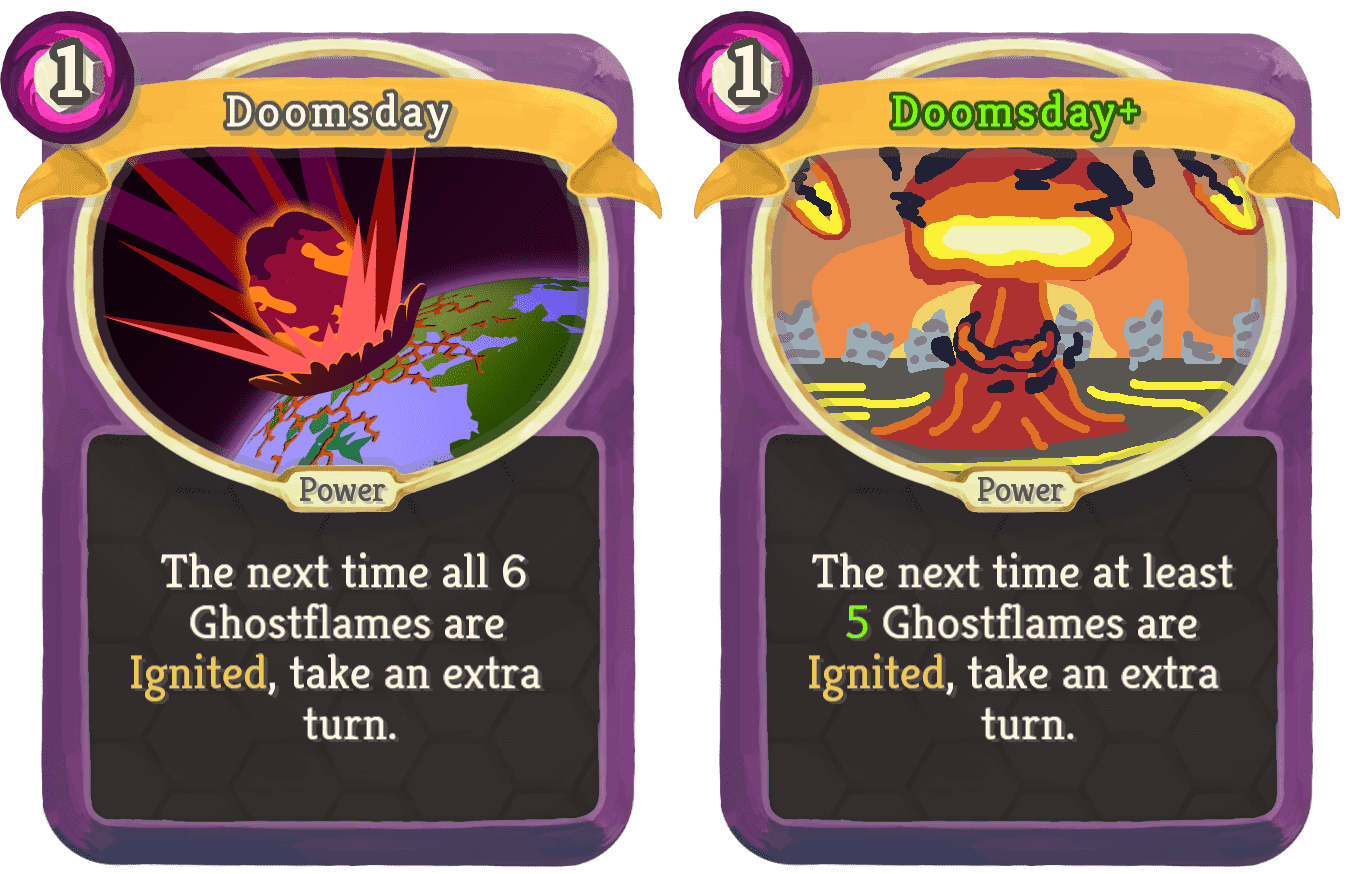 1
Doomsday
Power
The next time all 6
Ghostflames are
Ignited, take an extra
turn.
1
Doomsday+
Power
The next time at least
5 Ghostflames are
Ignited, take an extra
turn.